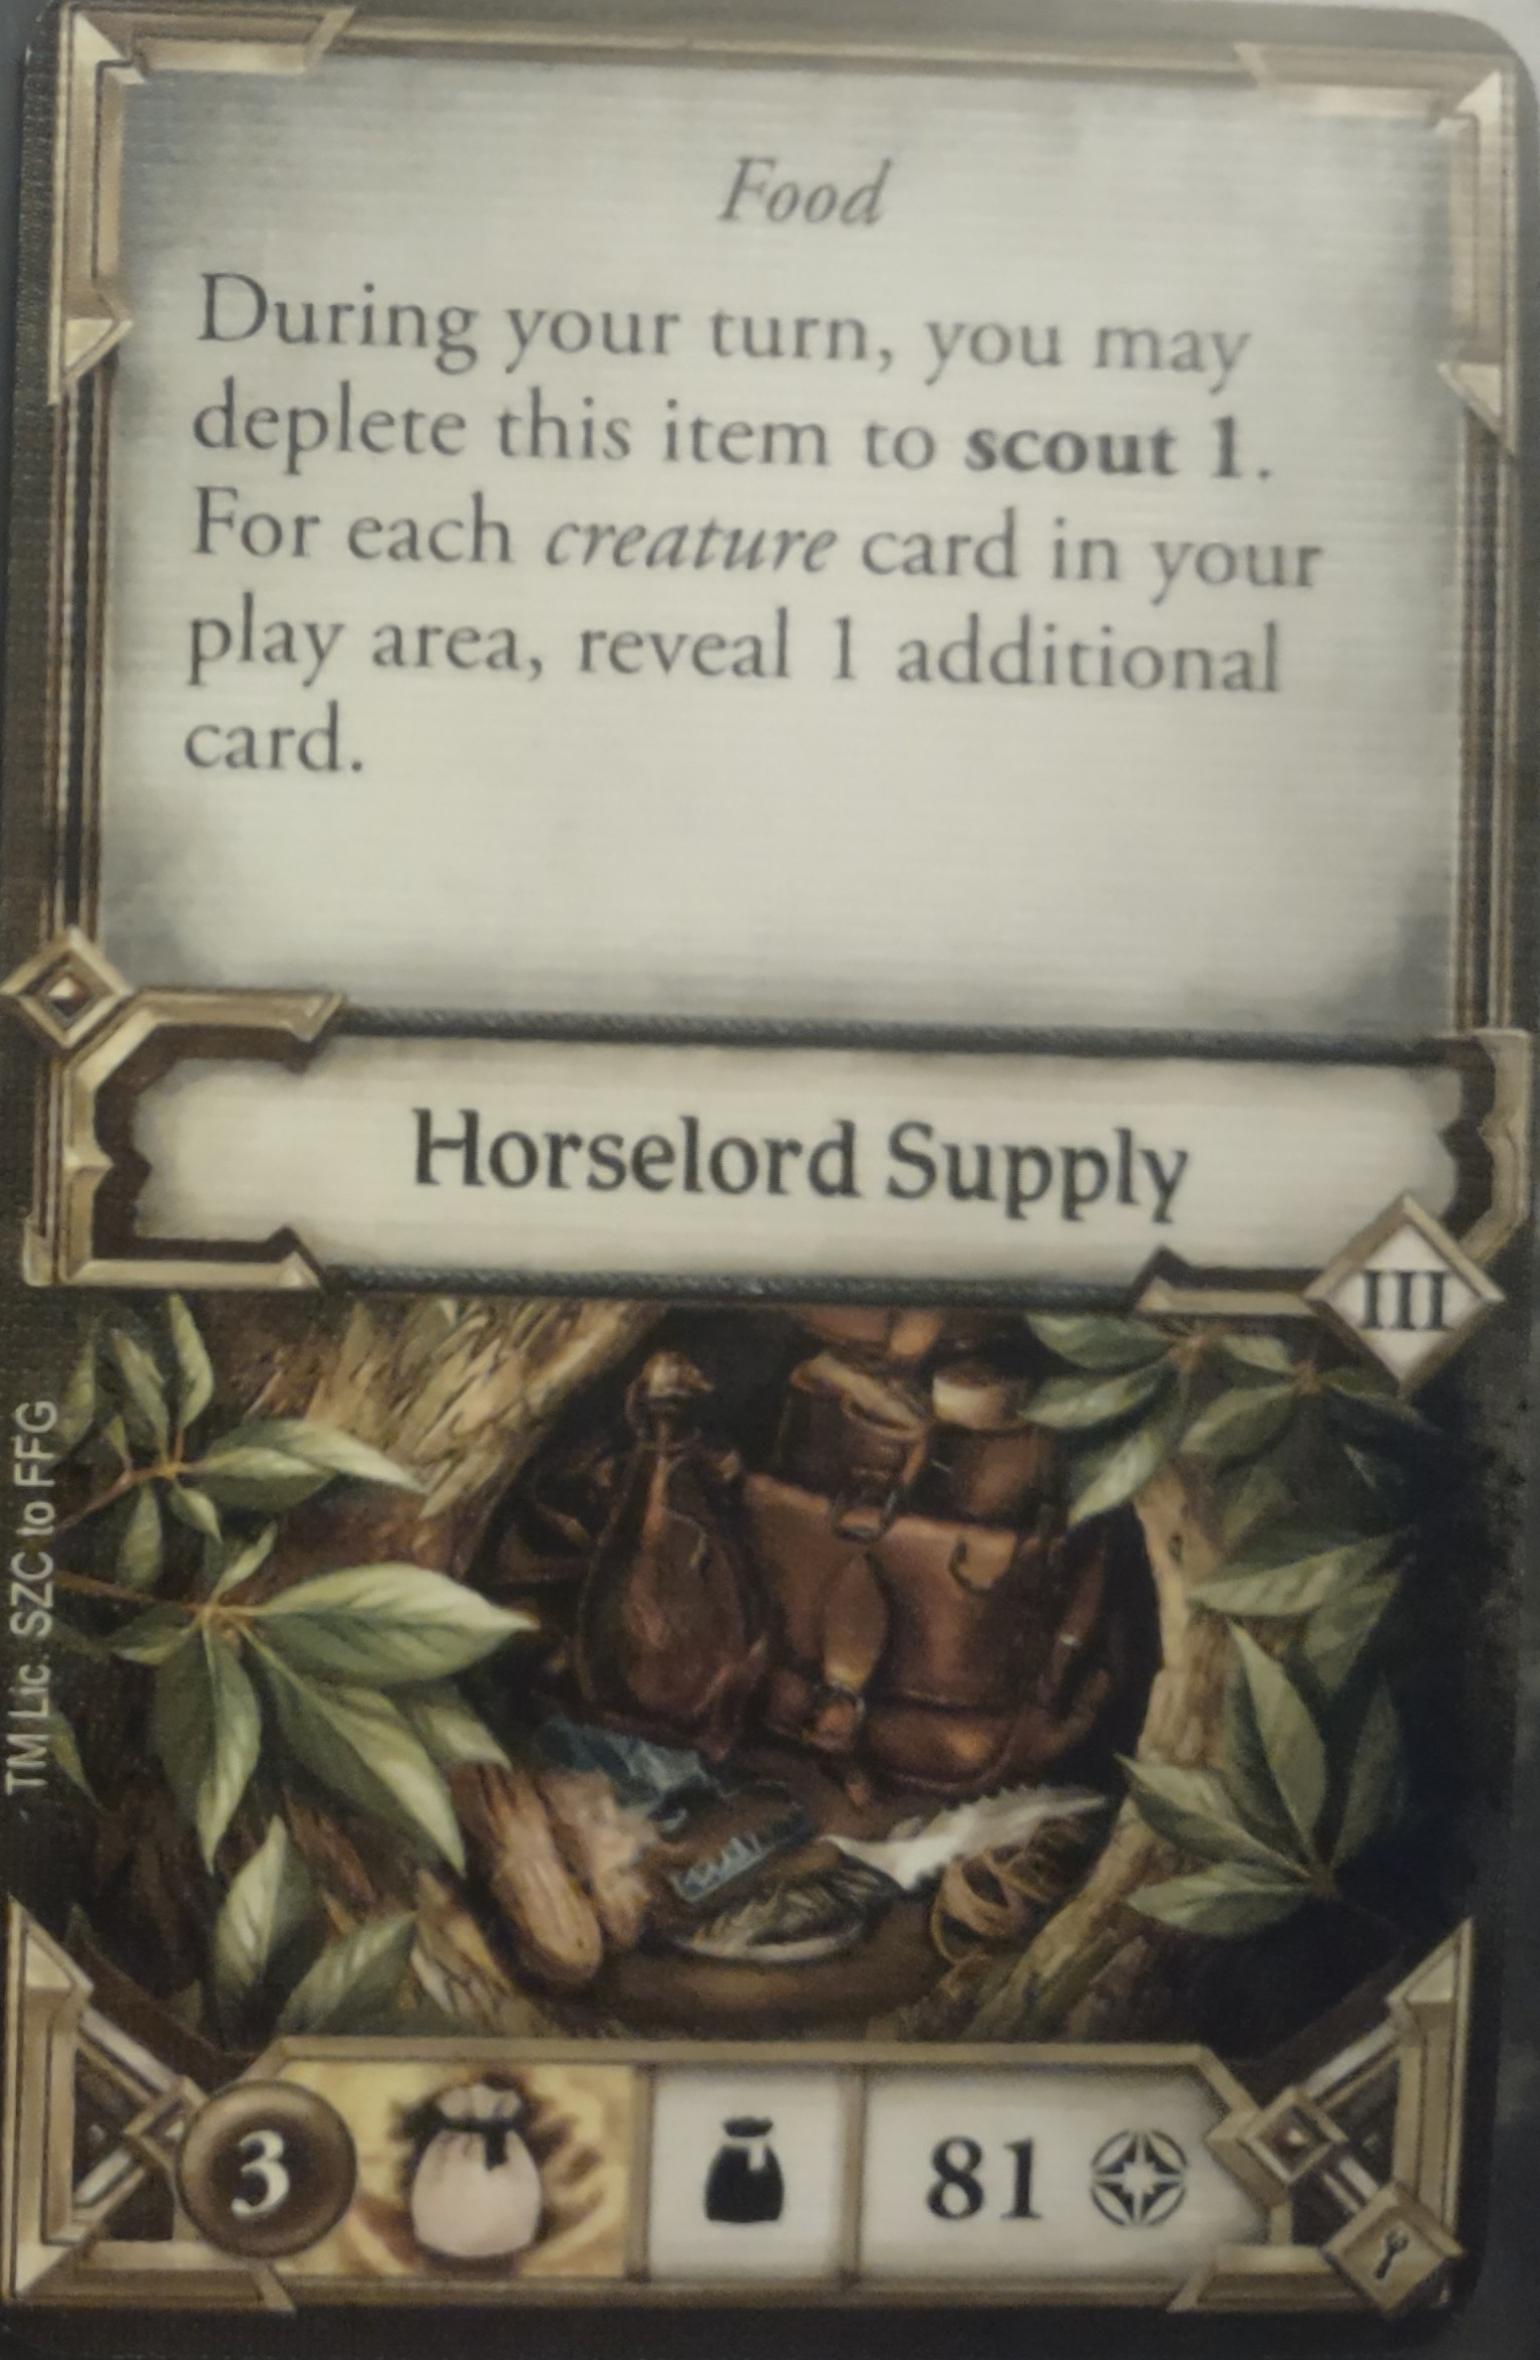 Food
During your turn, you may
deplete this item to scout 1.
For each creature card in your
play area, reveal 1 additional
card.
Horselord Supply
III
TM Lic. SZC to FFG
3
81